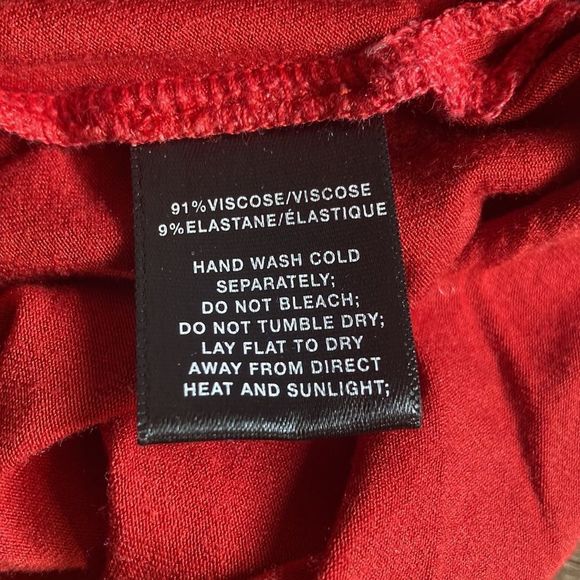 91%VISCOSE/VISCOSE
9%ELASTANE/ÉLASTIQUE
HAND WASH COLD
SEPARATELY;
DO NOT BLEACH;
DO NOT TUMBLE DRY;
LAY FLAT TO DRY
AWAY FROM DIRECT
HEAT AND SUNLIGHT;